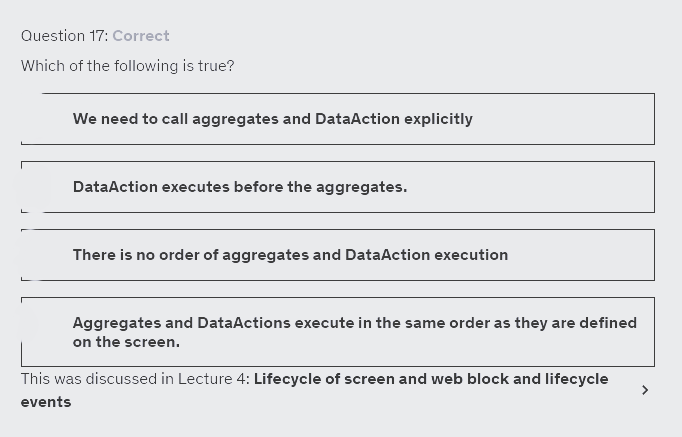 Question 17: Correct
Which of the following is true?
We need to call aggregates and DataAction explicitly
DataAction executes before the aggregates.
There is no order of aggregates and DataAction execution
Aggregates and DataActions execute in the same order as they are defined
on the screen.
This was discussed in Lecture 4: Lifecycle of screen and web block and lifecycle
events